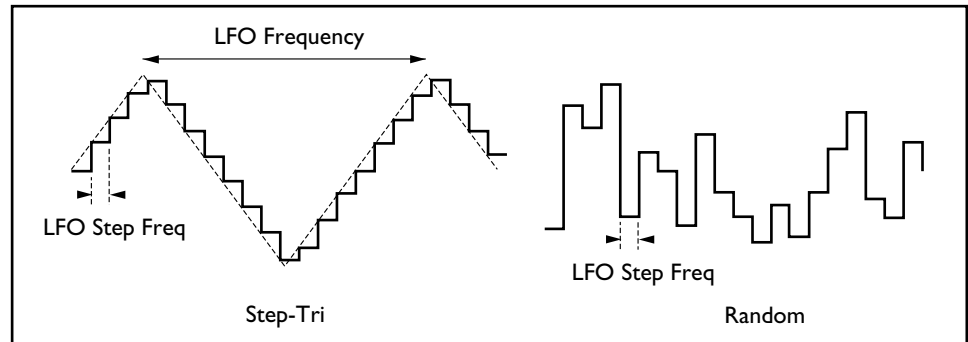 LFO Frequency
LFO Step Freq
Step-Tri
LFO Step Freq
Random